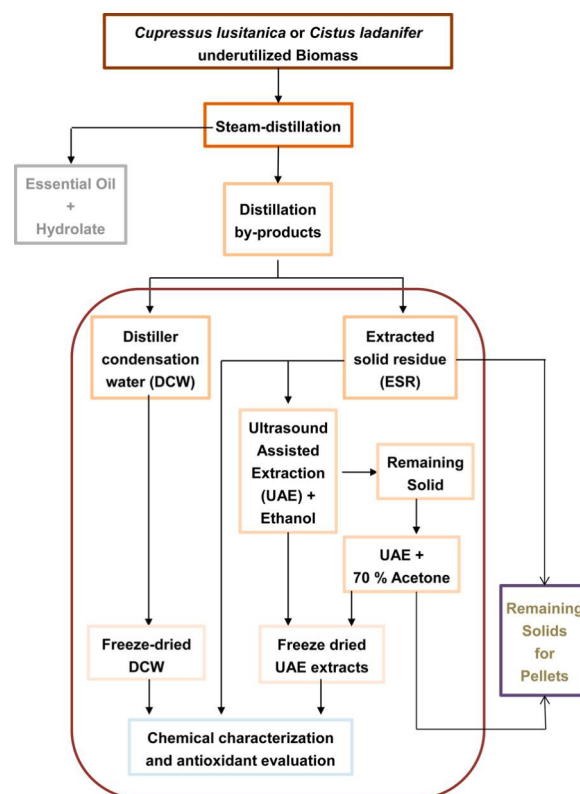 Cupressus lusitanica or Cistus ladanifer
underutilized Biomass
Steam-distillation
Essential Oil
+
Hydrolate
Distillation
by-products
Distiller
condensation
water (DCW)
Extracted
solid residue
(ESR)
Ultrasound
Assisted
Extraction
(UAE) +
Ethanol
Remaining
Solid
UAE +
70 % Acetone
Remaining
Solids
for
Pellets
Freeze-dried
DCW
Freeze dried
UAE extracts
Chemical characterization
and antioxidant evaluation